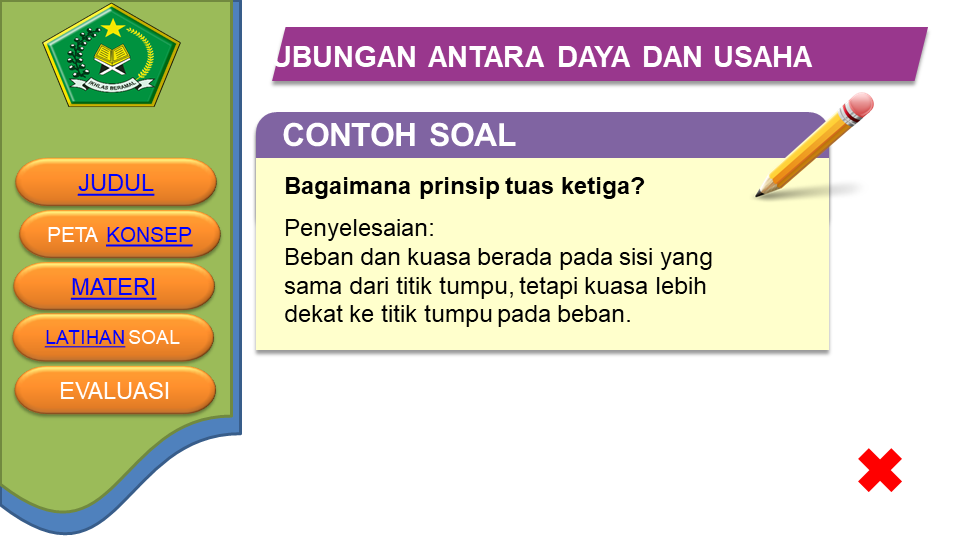 IKHLAS BERAMAL
UBUNGAN ANTARA DAYA DAN USAHA
CONTOH SOAL
Bagaimana prinsip tuas ketiga?
Penyelesaian:
Beban dan kuasa berada pada sisi yang
sama dari titik tumpu, tetapi kuasa lebih
dekat ke titik tumpu pada beban.
JUDUL
PETA KONSEP
MATERI
LATIHAN SOAL
EVALUASI